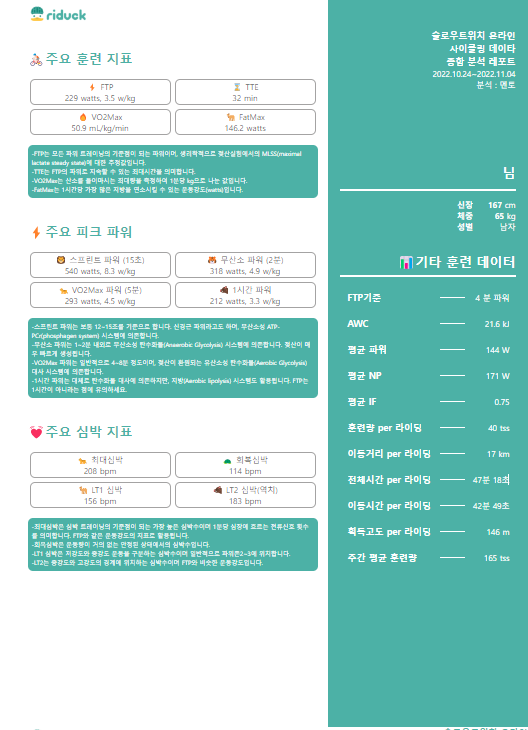 riduck
주요 훈련 지표
FTP
229 watts, 3.5 w/kg
TTE
32 min
VO2Max
50.9 mL/kg/min
FatMax
146.2 watts
-FTP는 모든 파워 트레이닝의 기준점이 되는 파워이며, 생리학적으로 젖산실험에서의 MLSS(maximal
lactate steady state)에 대한 추정값입니다.
-TTE는 FTP의 파워로 지속할 수 있는 최대시간을 의미합니다.
-VO2Max는 산소를 들이마시는 최대량을 측정하여 1분당 kg으로 나눈 값입니다.
-FatMax는 1시간당 가장 많은 지방을 연소시킬 수 있는 운동강도(watts)입니다.
주요 피크 파워
스프린트 파워 (15초)
540 watts, 8.3 w/kg
무산소 파워 (2분)
318 watts, 4.9 w/kg
VO2Max 파워 (5분)
293 watts, 4.5 w/kg
1시간 파워
212 watts, 3.3 w/kg
-스프린트 파워는 보통 12~15초를 기준으로 합니다. 신경근 파워라고도 하며, 무산소성 ATP-
PCr(phosphagen system) 시스템에 의존합니다.
-무산소 파워는 1~2분 내외로 무산소성 탄수화물(Anaerobic Glycolysis) 시스템에 의존합니다. 젖산이 매
우 빠르게 생성됩니다.
-VO2Max 파워는 일반적으로 4~8분 정도이며, 젖산이 환원되는 유산소성 탄수화물(Aerobic Glycolysis)
대사 시스템에 의존합니다.
-1시간 파워는 대체로 탄수화물 대사에 의존하지만, 지방(Aerobic lipolysis) 시스템도 활용됩니다. FTP는
1시간이 아니라는 점에 유의하세요.
주요 심박 지표
최대심박
208 bpm
회복심박
114 bpm
LT1 심박
156 bpm
LT2 심박(역치)
183 bpm
-최대심박은 심박 트레이닝의 기준점이 되는 가장 높은 심박수이며 1분당 심장에 흐르는 전류신호 횟수
를 의미합니다. FTP와 같은 운동강도의 지표로 활용됩니다.
-회복심박은 운동량이 거의 없는 안정된 상태에서의 심박수입니다.
-LT1 심박은 저강도와 중강도 운동을 구분하는 심박수이며 일반적으로 파워존2~3에 위치합니다.
-LT2는 중강도와 고강도의 경계에 위치하는 심박수이며 FTP와 비슷한 운동강도입니다.
슬로우트위치 온라인
사이클링 데이타
종합 분석 레포트
2022.10.24~2022.11.04
분석 : 멘토
님
신장 167 cm
체중 65 kg
성별 남자
기타 훈련 데이터
FTP기준 4 분 파워
AWC 21.6 kJ
평균 파워 144 W
평균 NP 171 W
평균 IF 0.75
훈련량 per 라이딩 40 tss
이동거리 per 라이딩 17 km
전체시간 per 라이딩 47분 18초
이동시간 per 라이딩 42분 49초
획득고도 per 라이딩 146 m
주간 평균 훈련량 165 tss